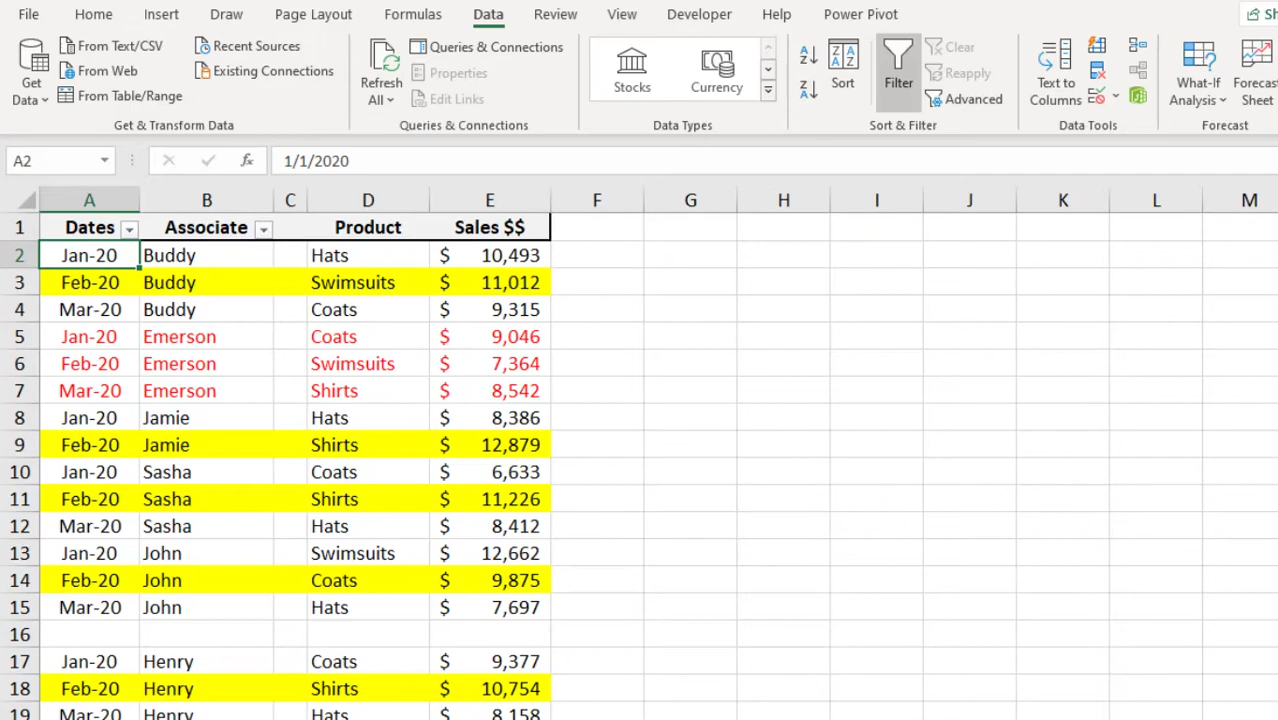 File Home Insert Draw Page Layout Formulas Data Review View Developer Help Power Pivot Sh
From Text/CSV Recent Sources Queries & Connections
Get Data From Web Existing Connections Refresh All Properties Stocks Currency Sort Filter Clear Reapply Text to Columns What-If Analysis Forecast Sheet
From Table/Range Edit Links Advanced
Get & Transform Data Queries & Connections Data Types Sort & Filter Data Tools Forecast
A2 fx 1/1/2020
A B C D E F G H I J K L M
1 Dates Associate Product Sales $$
2 Jan-20 Buddy Hats $ 10,493
3 Feb-20 Buddy Swimsuits $ 11,012
4 Mar-20 Buddy Coats $ 9,315
5 Jan-20 Emerson Coats $ 9,046
6 Feb-20 Emerson Swimsuits $ 7,364
7 Mar-20 Emerson Shirts $ 8,542
8 Jan-20 Jamie Hats $ 8,386
9 Feb-20 Jamie Shirts $ 12,879
10 Jan-20 Sasha Coats $ 6,633
11 Feb-20 Sasha Shirts $ 11,226
12 Mar-20 Sasha Hats $ 8,412
13 Jan-20 John Swimsuits $ 12,662
14 Feb-20 John Coats $ 9,875
15 Mar-20 John Hats $ 7,697
16
17 Jan-20 Henry Coats $ 9,377
18 Feb-20 Henry Shirts $ 10,754
19 Mar-20 Henry Hats $ 8,158